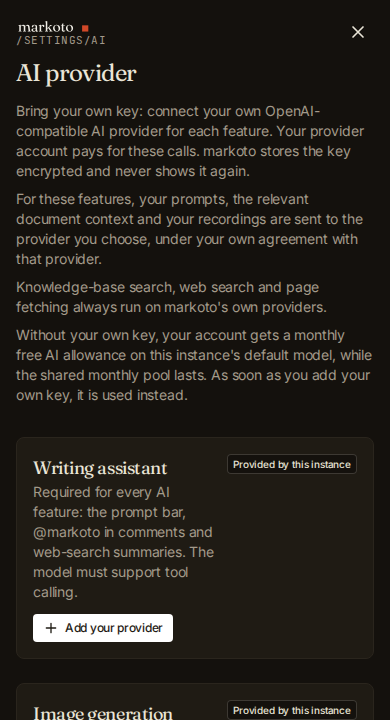 markoto
/SETTINGS/AI
AI provider
Bring your own key: connect your own OpenAI-
compatible AI provider for each feature. Your provider
account pays for these calls. markoto stores the key
encrypted and never shows it again.
For these features, your prompts, the relevant
document context and your recordings are sent to the
provider you choose, under your own agreement with
that provider.
Knowledge-base search, web search and page
fetching always run on markoto's own providers.
Without your own key, your account gets a monthly
free AI allowance on this instance's default model, while
the shared monthly pool lasts. As soon as you add your
own key, it is used instead.
Writing assistant
Provided by this instance
Required for every AI
feature: the prompt bar,
@markoto in comments and
web-search summaries. The
model must support tool
calling.
Add your provider
Image generation
Provided by this instance